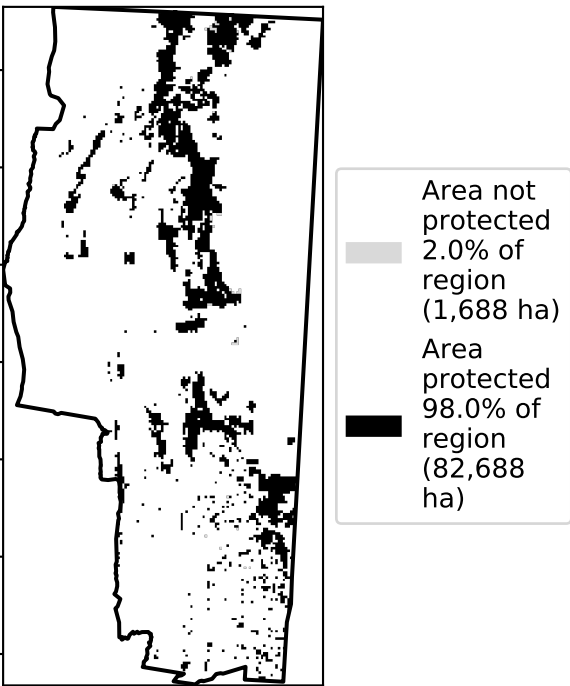 Area not
protected
2.0% of
region
(1,688 ha)
Area
protected
98.0% of
region
(82,688
ha)